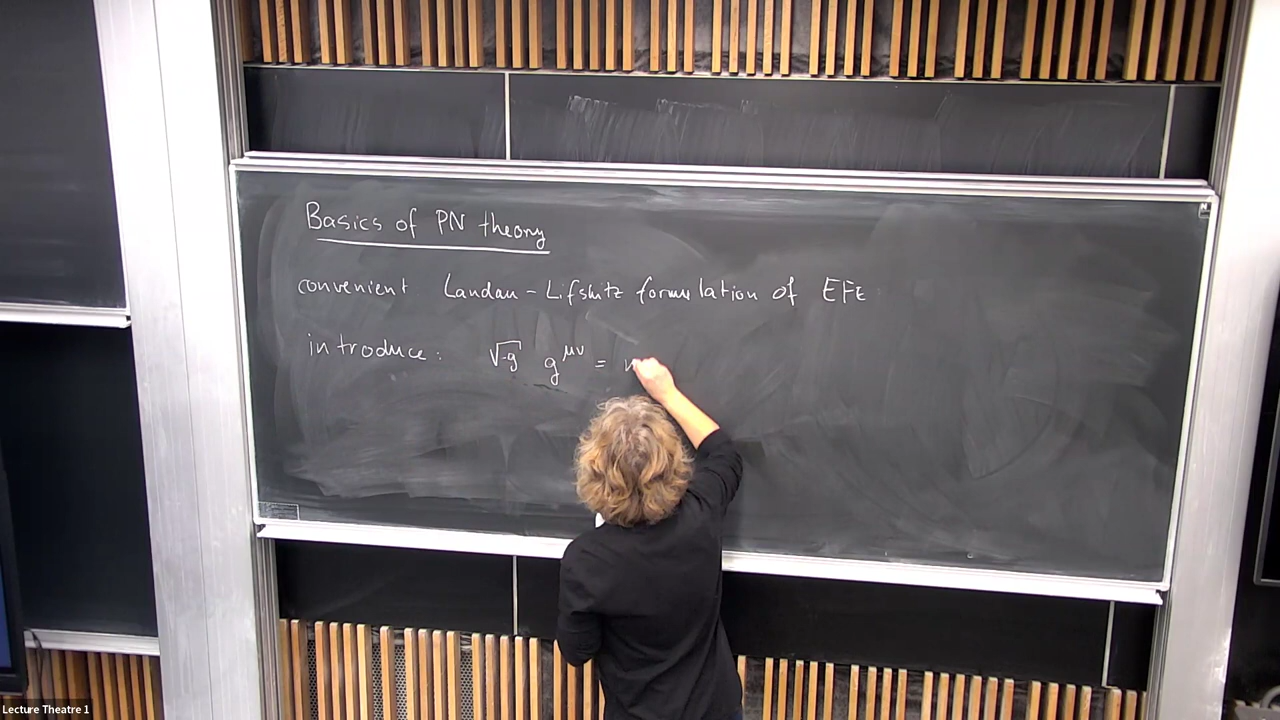 Basics of PN theory
convenient Landau - Lifshitz formulation of EFE
introduce: √-g g^μν =
Lecture Theatre 1